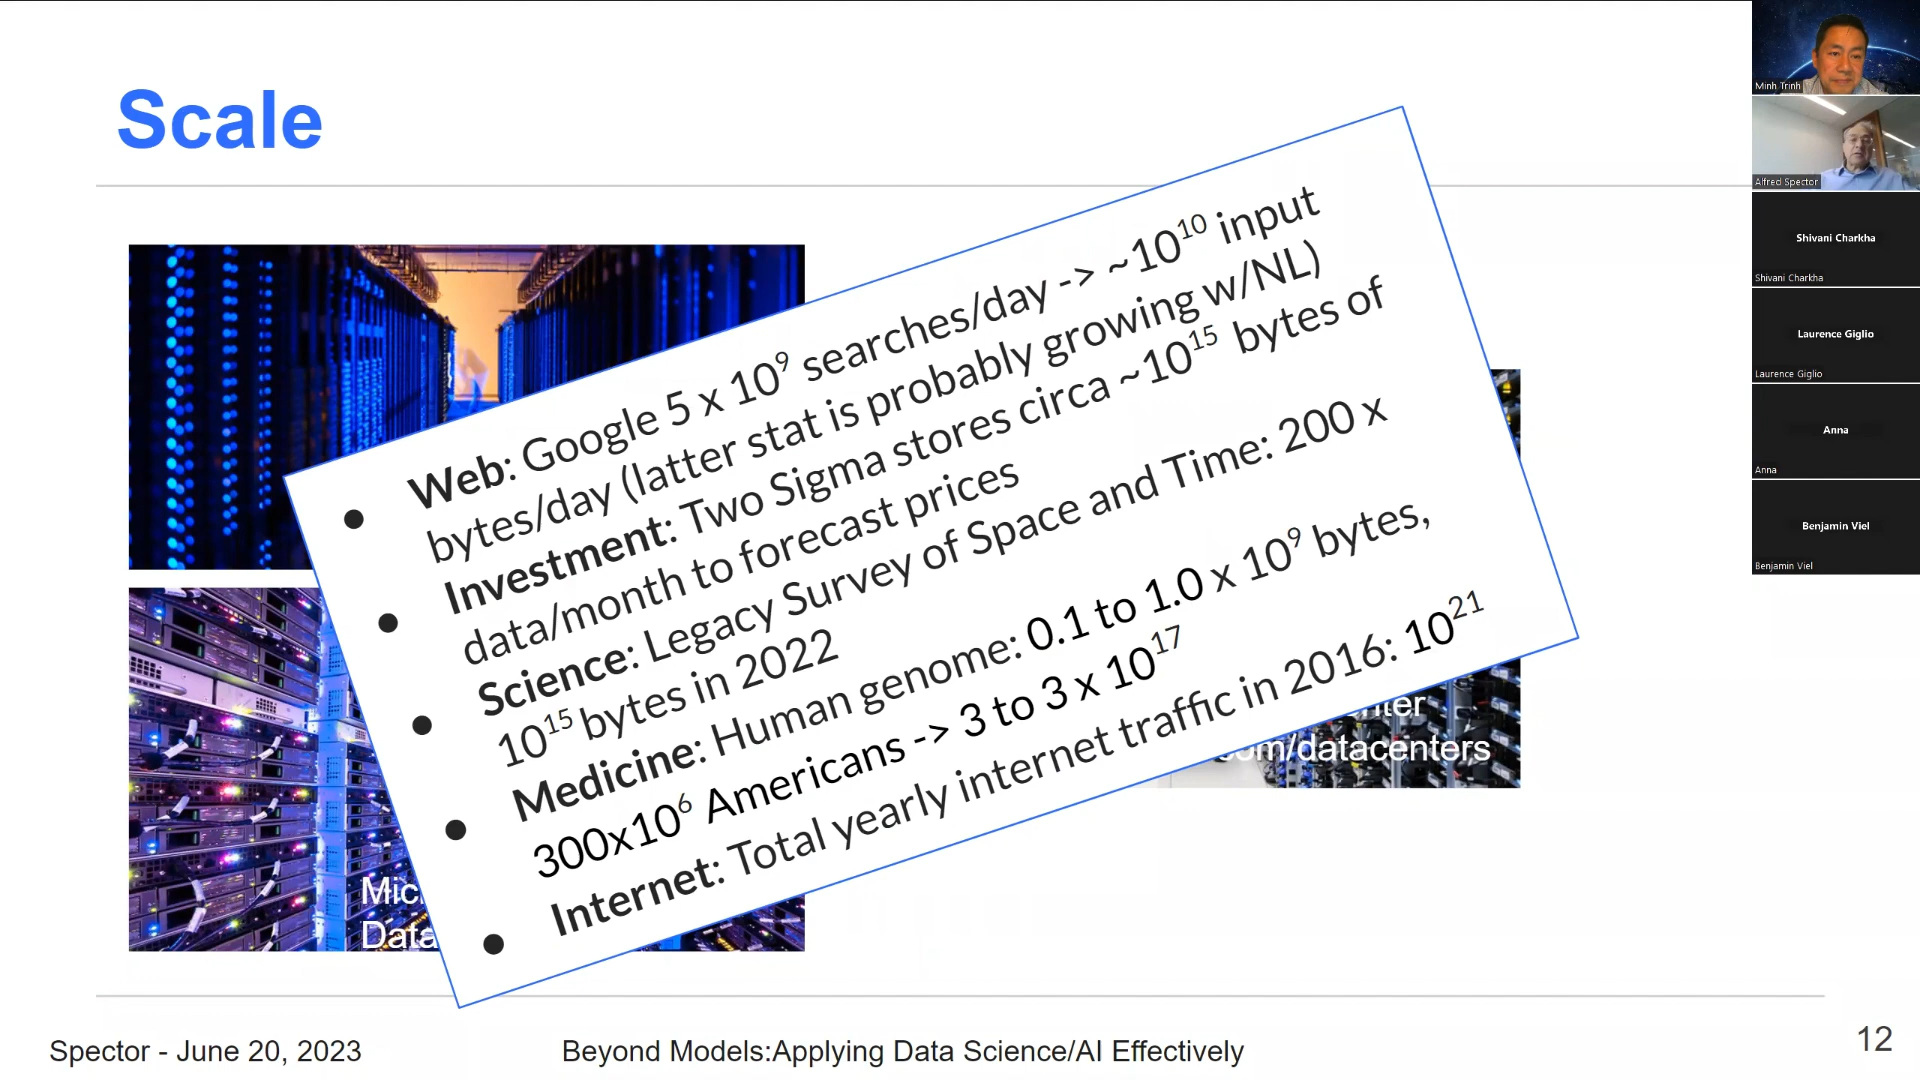 Scale
Web: Google 5 x 10⁹ searches/day -> ~10¹⁰ input
bytes/day (latter stat is probably growing w/NL)
Investment: Two Sigma stores circa ~10¹⁵ bytes of
data/month to forecast prices
Science: Legacy Survey of Space and Time: 200 x
10¹⁵ bytes in 2022
Medicine: Human genome: 0.1 to 1.0 x 10⁹ bytes,
300x10⁶ Americans -> 3 to 3 x 10¹⁷
Internet: Total yearly internet traffic in 2016: 10²¹
Data
om/datacenters
Spector - June 20, 2023
Beyond Models:Applying Data Science/AI Effectively
12
Minh Trinh
Alfred Spector
Shivani Charkha
Shivani Charkha
Laurence Giglio
Laurence Giglio
Anna
Anna
Benjamin Viel
Benjamin Viel